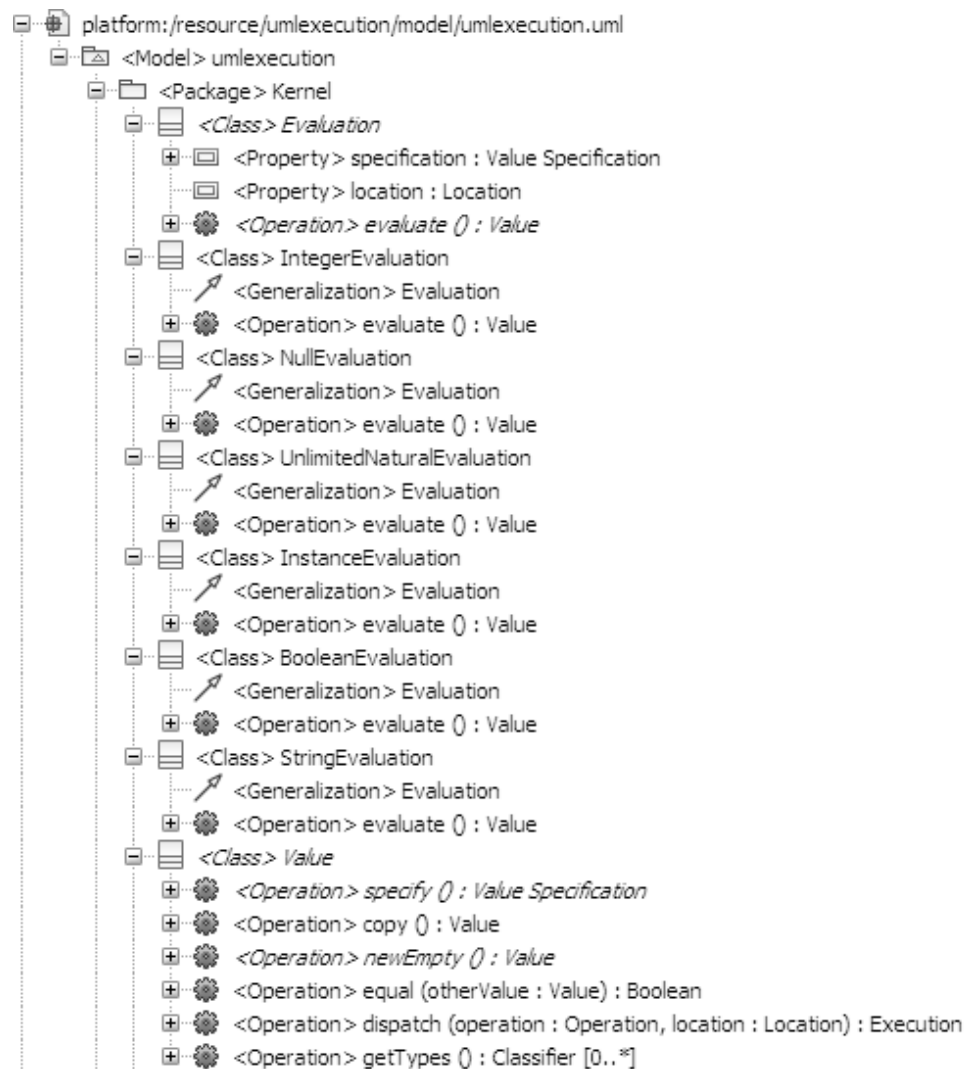 platform:/resource/umlexecution/model/umlexecution.uml
<Model> umlexecution
<Package> Kernel
<Class> Evaluation
<Property> specification : Value Specification
<Property> location : Location
<Operation> evaluate () : Value
<Class> IntegerEvaluation
<Generalization> Evaluation
<Operation> evaluate () : Value
<Class> NullEvaluation
<Generalization> Evaluation
<Operation> evaluate () : Value
<Class> UnlimitedNaturalEvaluation
<Generalization> Evaluation
<Operation> evaluate () : Value
<Class> InstanceEvaluation
<Generalization> Evaluation
<Operation> evaluate () : Value
<Class> BooleanEvaluation
<Generalization> Evaluation
<Operation> evaluate () : Value
<Class> StringEvaluation
<Generalization> Evaluation
<Operation> evaluate () : Value
<Class> Value
<Operation> specify () : Value Specification
<Operation> copy () : Value
<Operation> newEmpty () : Value
<Operation> equal (otherValue : Value) : Boolean
<Operation> dispatch (operation : Operation, location : Location) : Execution
<Operation> getTypes () : Classifier [0..*]